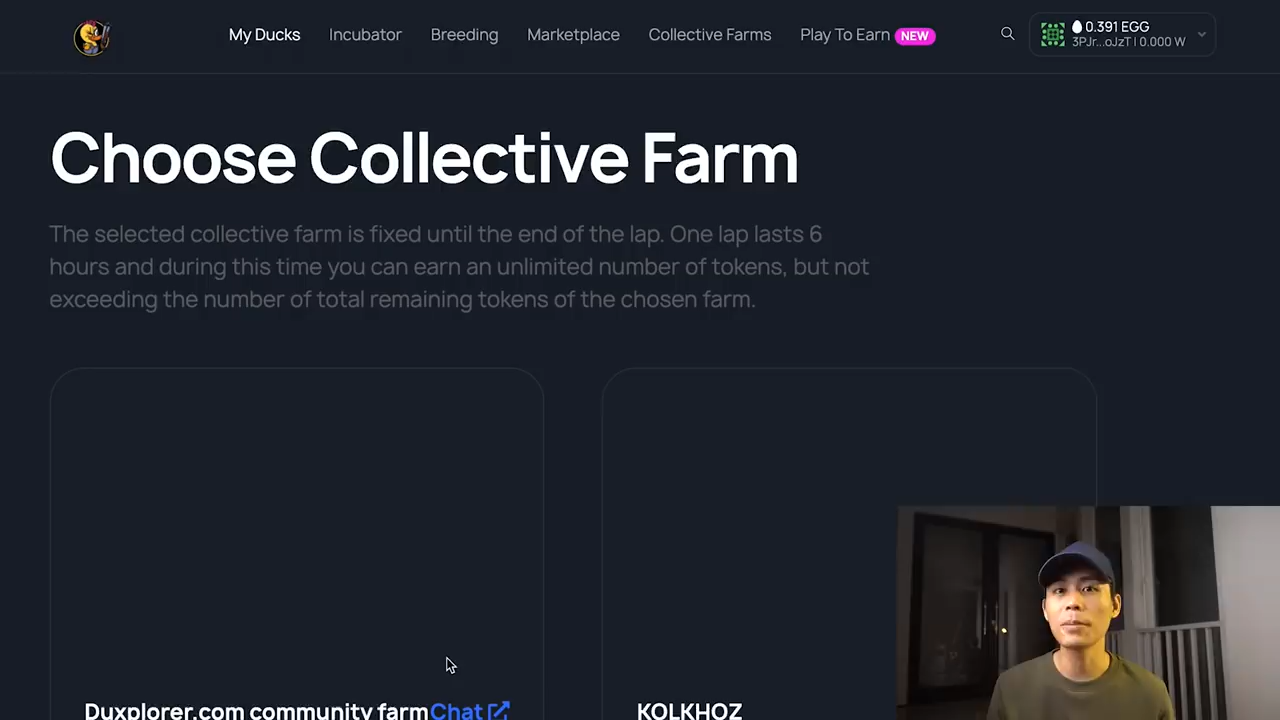 My Ducks Incubator Breeding Marketplace Collective Farms Play To Earn NEW
0.391 EGG
3PJr...oJzT | 0.000 W
Choose Collective Farm
The selected collective farm is fixed until the end of the lap. One lap lasts 6
hours and during this time you can earn an unlimited number of tokens, but not
exceeding the number of total remaining tokens of the chosen farm.
Duxplorer.com community farm Chat
KOLKHOZ